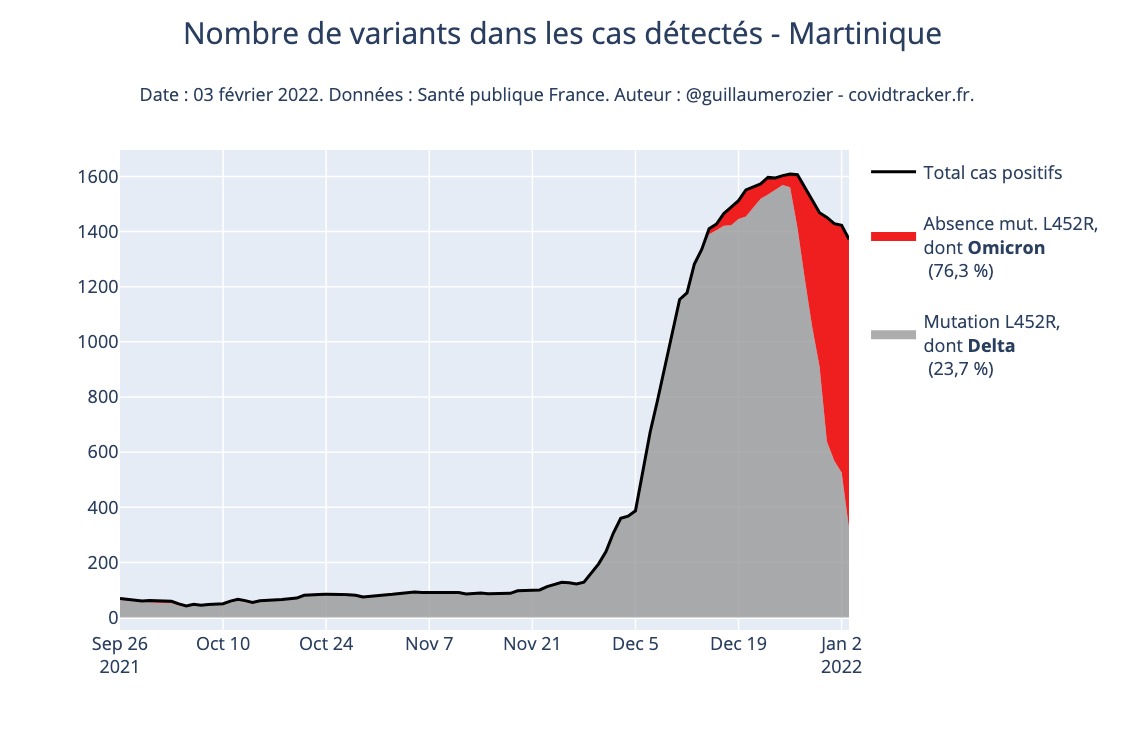 Nombre de variants dans les cas détectés - Martinique
Date : 03 février 2022. Données : Santé publique France. Auteur : @guillaumerozier - covidtracker.fr.
Total cas positifs
Absence mut. L452R,
dont Omicron
(76,3 %)
Mutation L452R,
dont Delta
(23,7 %)
1600
1400
1200
1000
800
600
400
200
0
Sep 26 Oct 10 Oct 24 Nov 7 Nov 21 Dec 5 Dec 19 Jan 2
2021 2022